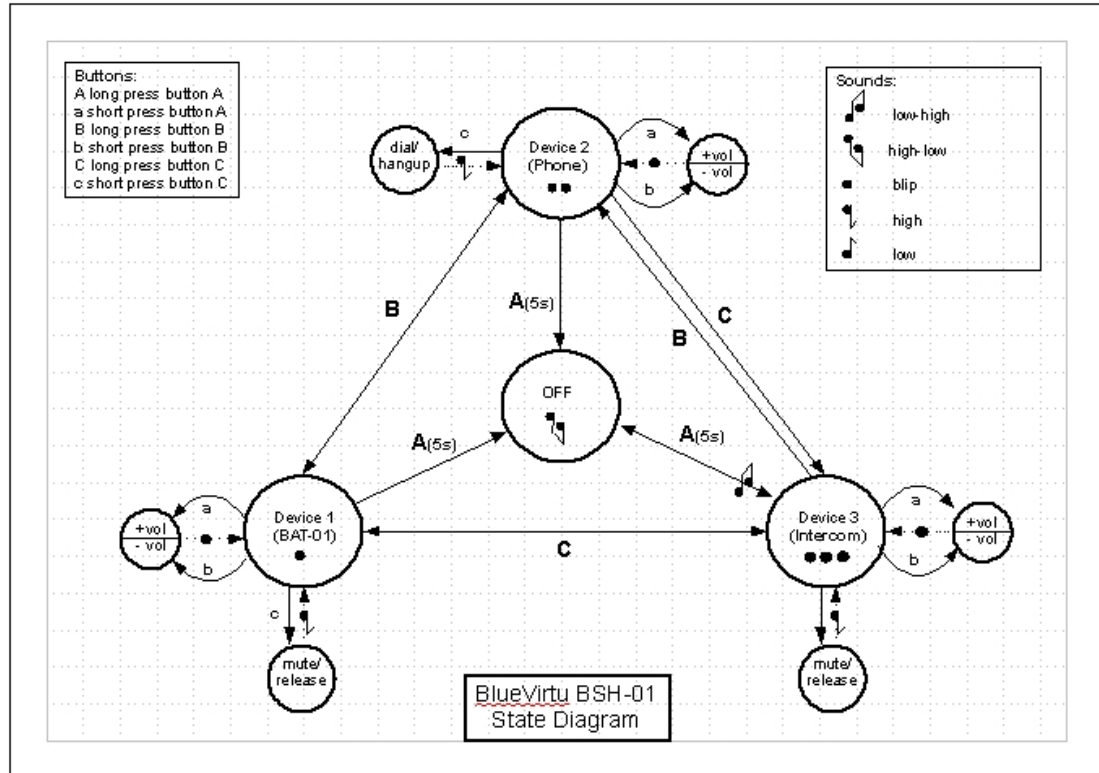 Buttons:
A long press button A
a short press button A
B long press button B
b short press button B
C long press button C
c short press button C
Sounds:
low-high
high-low
blip
high
low
dial/
hangup
c
Device 2
(Phone)
a
b
+vol
- vol
B
A(5s)
C
B
OFF
A(5s)
A(5s)
+vol
- vol
a
b
Device 1
(BAT-01)
C
Device 3
(Intercom)
a
b
+vol
- vol
c
mute/
release
mute/
release
BlueVirtu BSH-01
State Diagram